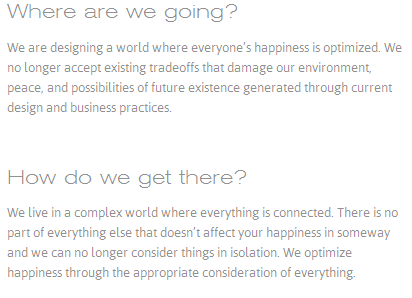 Where are we going?
We are designing a world where everyone's happiness is optimized. We
no longer accept existing tradeoffs that damage our environment,
peace, and possibilities of future existence generated through current
design and business practices.
How do we get there?
We live in a complex world where everything is connected. There is no
part of everything else that doesn't affect your happiness in someway
and we can no longer consider things in isolation. We optimize
happiness through the appropriate consideration of everything.